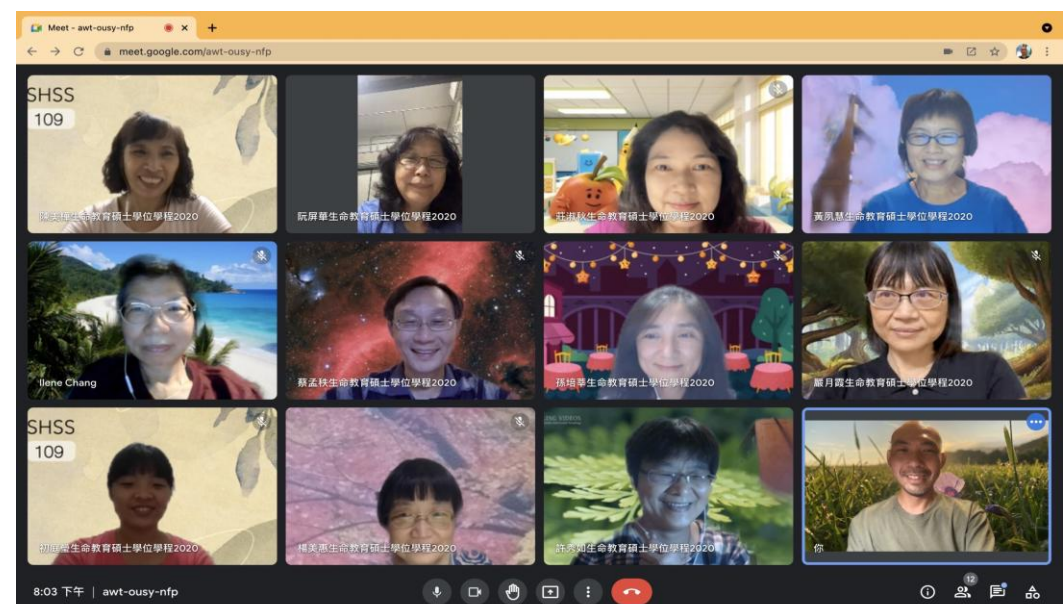 Meet - awt-ousy-nfp
meet.google.com/awt-ousy-nfp
SHSS
109
生命教育碩士學位學程2020
阮屏華生命教育碩士學位學程2020
莊淑秋生命教育碩士學位學程2020
黃夙慧生命教育碩士學位學程2020
Ilene Chang
蔡孟秩生命教育碩士學位學程2020
孫培華生命教育碩士學位學程2020
嚴月霞生命教育碩士學位學程2020
SHSS
109
生命教育碩士學位學程2020
楊美惠生命教育碩士學位學程2020
許秀如生命教育碩士學位學程2020
你
8:03 下午 | awt-ousy-nfp
12